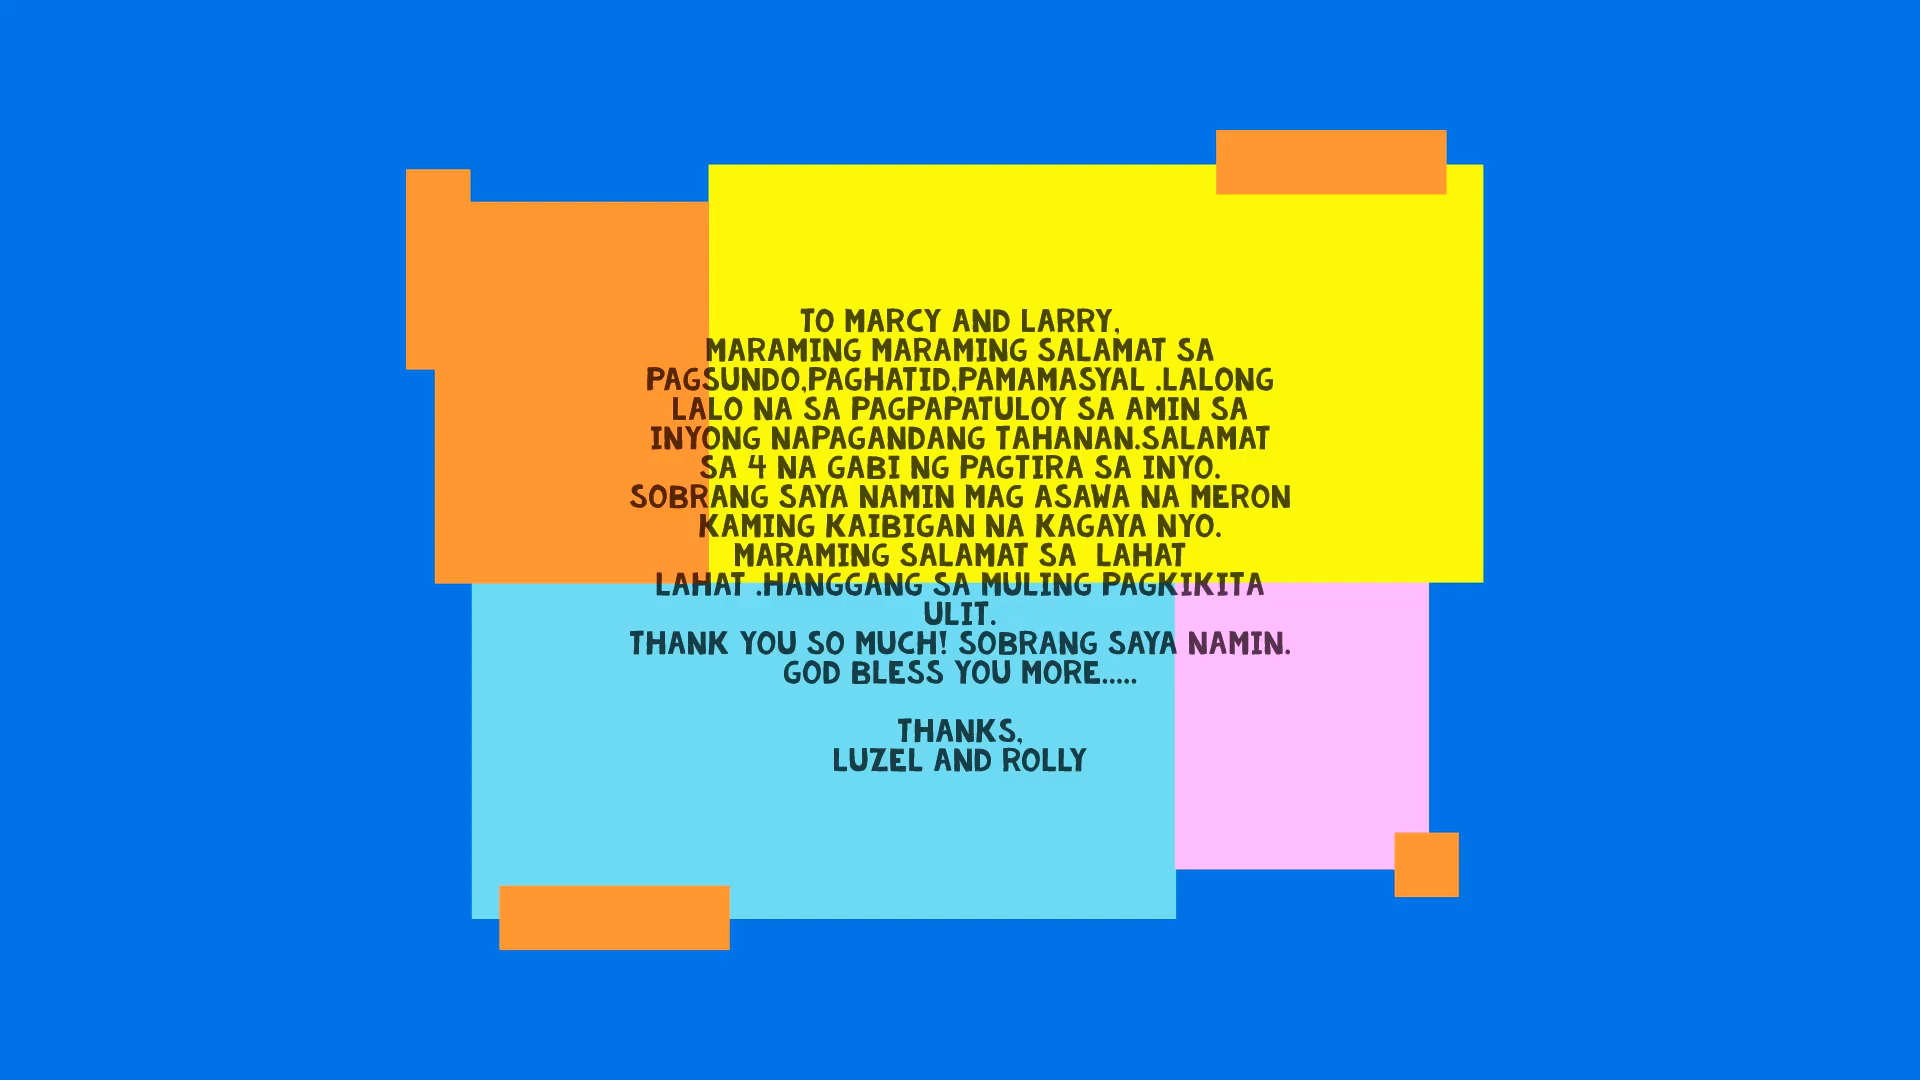 TO MARCY AND LARRY,
MARAMING MARAMING SALAMAT SA
PAGSUNDO,PAGHATID,PAMAMASYAL .LALONG
LALO NA SA PAGPAPATULOY SA AMIN SA
INYONG NAPAGANDANG TAHANAN.SALAMAT
SA 4 NA GABI NG PAGTIRA SA INYO.
SOBRANG SAYA NAMIN MAG ASAWA NA MERON
KAMING KAIBIGAN NA KAGAYA NYO.
MARAMING SALAMAT SA  LAHAT
LAHAT .HANGGANG SA MULING PAGKIKITA
ULIT.
THANK YOU SO MUCH! SOBRANG SAYA NAMIN.
GOD BLESS YOU MORE.....
THANKS,
LUZEL AND ROLLY